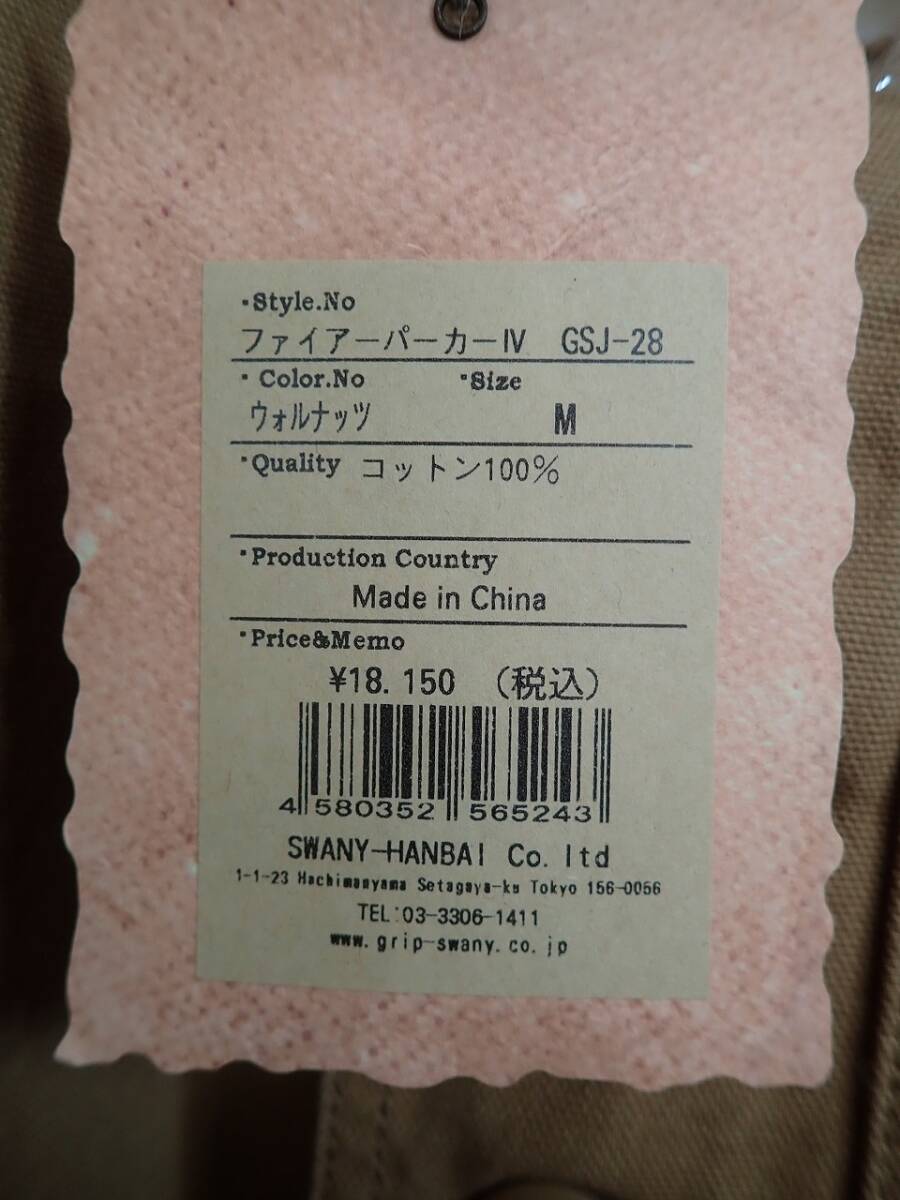 ・Style.No
ファイアーパーカーⅣ GSJ-28
・Color.No ・Size
ウォルナッツ M
・Quality コットン100%
・Production Country
Made in China
・Price&Memo
¥18.150 (税込)
4 580352 565243
SWANY-HANBAI Co. ltd
1-1-23 Hachimanyama Setagaya-ku Tokyo 156-0056
TEL:03-3306-1411
www.grip-swany.co.jp